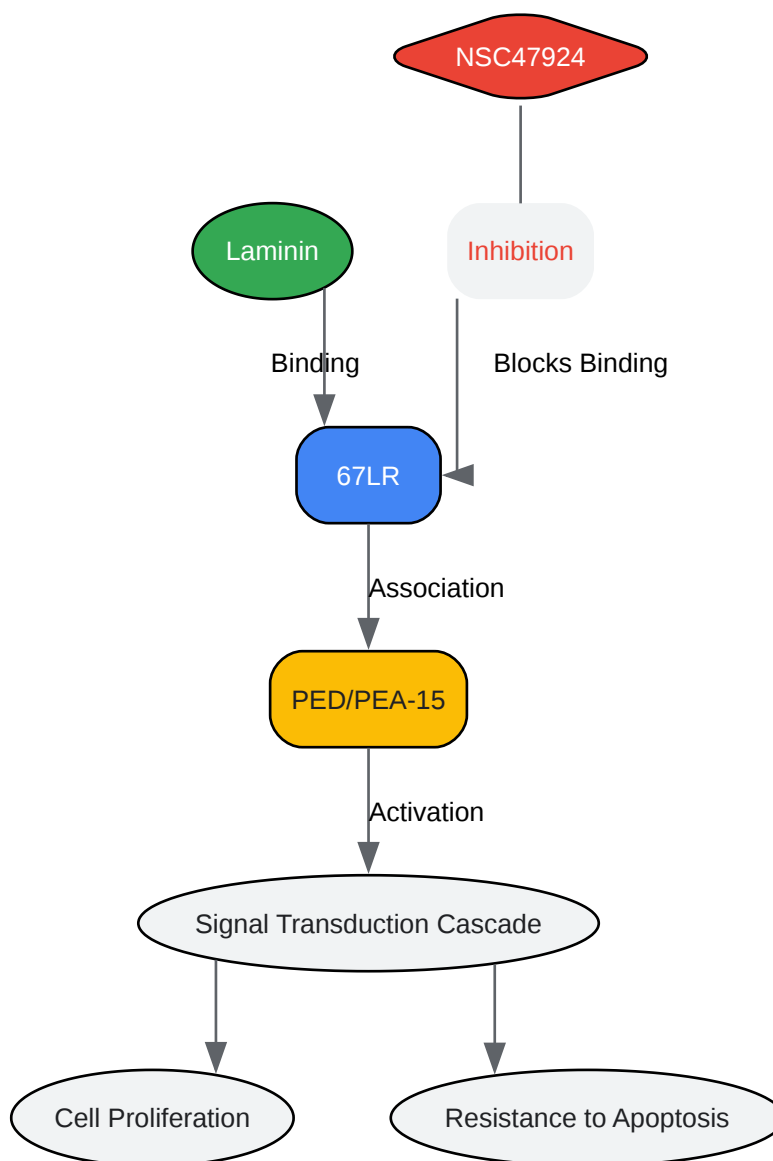 NSC47924
Laminin
Inhibition
Binding
Blocks Binding
67LR
Association
PED/PEA-15
Activation
Signal Transduction Cascade
Cell Proliferation
Resistance to Apoptosis